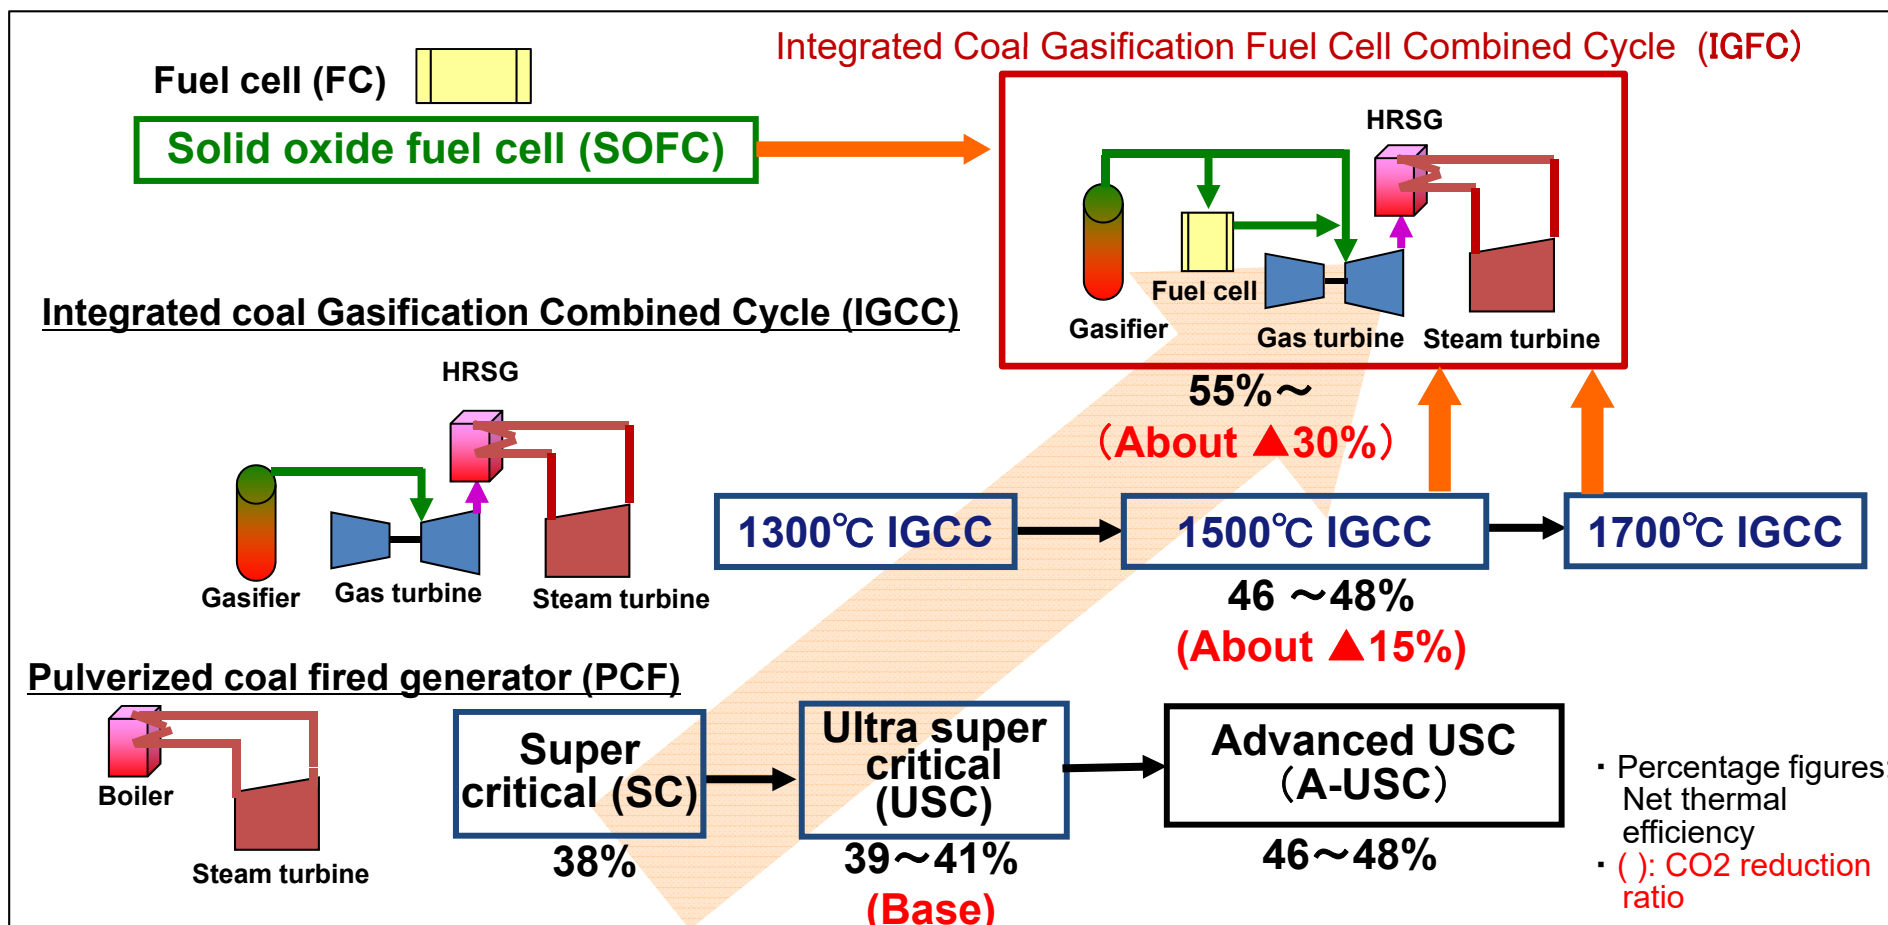 Integrated Coal Gasification Fuel Cell Combined Cycle (IGFC)
Fuel cell (FC)
Solid oxide fuel cell (SOFC)
HRSG
Fuel cell
Gasifier
Gas turbine
Steam turbine
55%～
（About ▲30%）
Integrated coal Gasification Combined Cycle (IGCC)
HRSG
Gasifier
Gas turbine
Steam turbine
1300℃ IGCC
1500℃ IGCC
1700℃ IGCC
46 ～48%
(About ▲15%)
Pulverized coal fired generator (PCF)
Boiler
Steam turbine
Super
critical (SC)
38%
Ultra super
critical
(USC)
39～41%
(Base)
Advanced USC
（A-USC）
46～48%
・Percentage figures:
Net thermal
efficiency
・( ): CO2 reduction
ratio